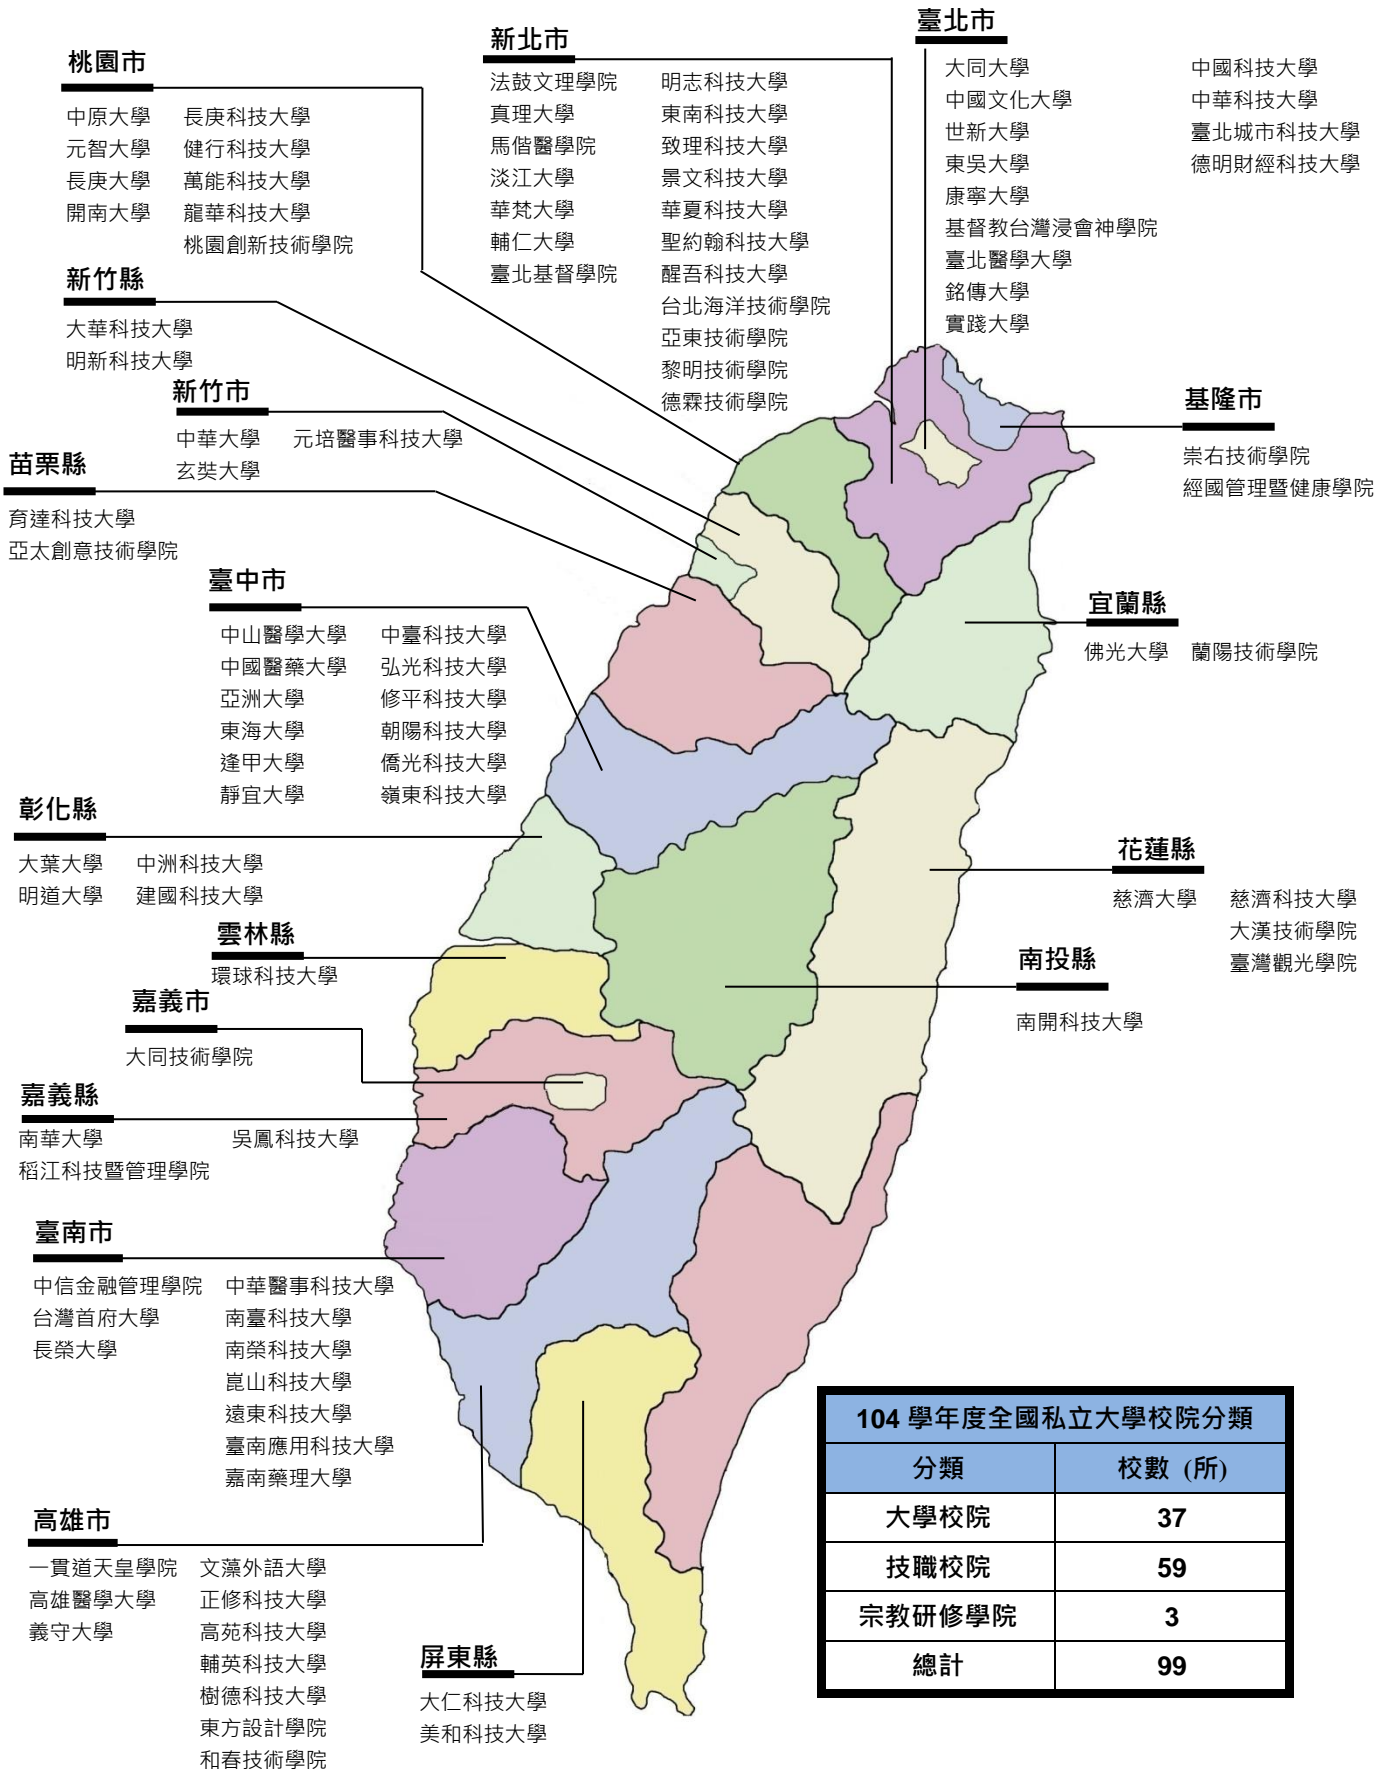 臺北市
大同大學 中國科技大學
中國文化大學 中華科技大學
世新大學 臺北城市科技大學
東吳大學 德明財經科技大學
康寧大學
基督教台灣浸會神學院
臺北醫學大學
銘傳大學
實踐大學
新北市
法鼓文理學院 明志科技大學
真理大學 東南科技大學
馬偕醫學院 致理科技大學
淡江大學 景文科技大學
華梵大學 華夏科技大學
輔仁大學 聖約翰科技大學
臺北基督學院 醒吾科技大學
台北海洋技術學院
亞東技術學院
黎明技術學院
德霖技術學院
桃園市
中原大學 長庚科技大學
元智大學 健行科技大學
長庚大學 萬能科技大學
開南大學 龍華科技大學
桃園創新技術學院
新竹縣
大華科技大學
明新科技大學
新竹市
中華大學 元培醫事科技大學
玄奘大學
苗栗縣
育達科技大學
亞太創意技術學院
基隆市
崇右技術學院
經國管理暨健康學院
臺中市
中山醫學大學 中臺科技大學
中國醫藥大學 弘光科技大學
亞洲大學 修平科技大學
東海大學 朝陽科技大學
逢甲大學 僑光科技大學
靜宜大學 嶺東科技大學
宜蘭縣
佛光大學 蘭陽技術學院
彰化縣
大葉大學 中洲科技大學
明道大學 建國科技大學
花蓮縣
慈濟大學 慈濟科技大學
大漢技術學院
臺灣觀光學院
雲林縣
環球科技大學
南投縣
南開科技大學
嘉義市
大同技術學院
嘉義縣
南華大學 吳鳳科技大學
稻江科技暨管理學院
臺南市
中信金融管理學院 中華醫事科技大學
台灣首府大學 南臺科技大學
長榮大學 南榮科技大學
崑山科技大學
遠東科技大學
臺南應用科技大學
嘉南藥理大學
高雄市
一貫道天皇學院 文藻外語大學
高雄醫學大學 正修科技大學
義守大學 高苑科技大學
輔英科技大學
樹德科技大學
東方設計學院
和春技術學院
屏東縣
大仁科技大學
美和科技大學
104 學年度全國私立大學校院分類
分類 校數 (所)
大學校院 37
技職校院 59
宗教研修學院 3
總計 99